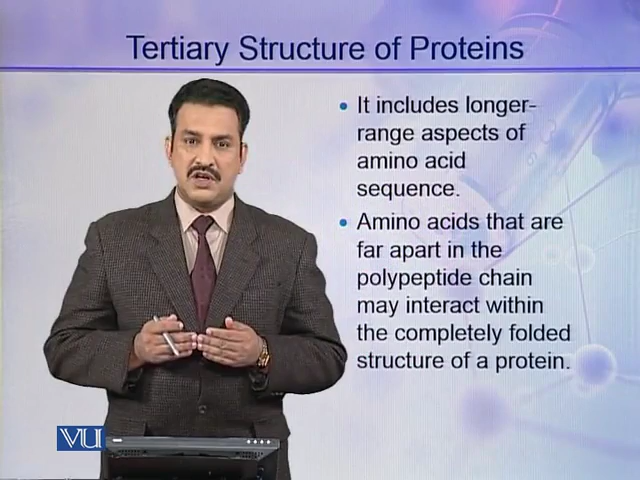 Tertiary Structure of Proteins
• It includes longer-
range aspects of
amino acid
sequence.
• Amino acids that are
far apart in the
polypeptide chain
may interact within
the completely folded
structure of a protein.
VU